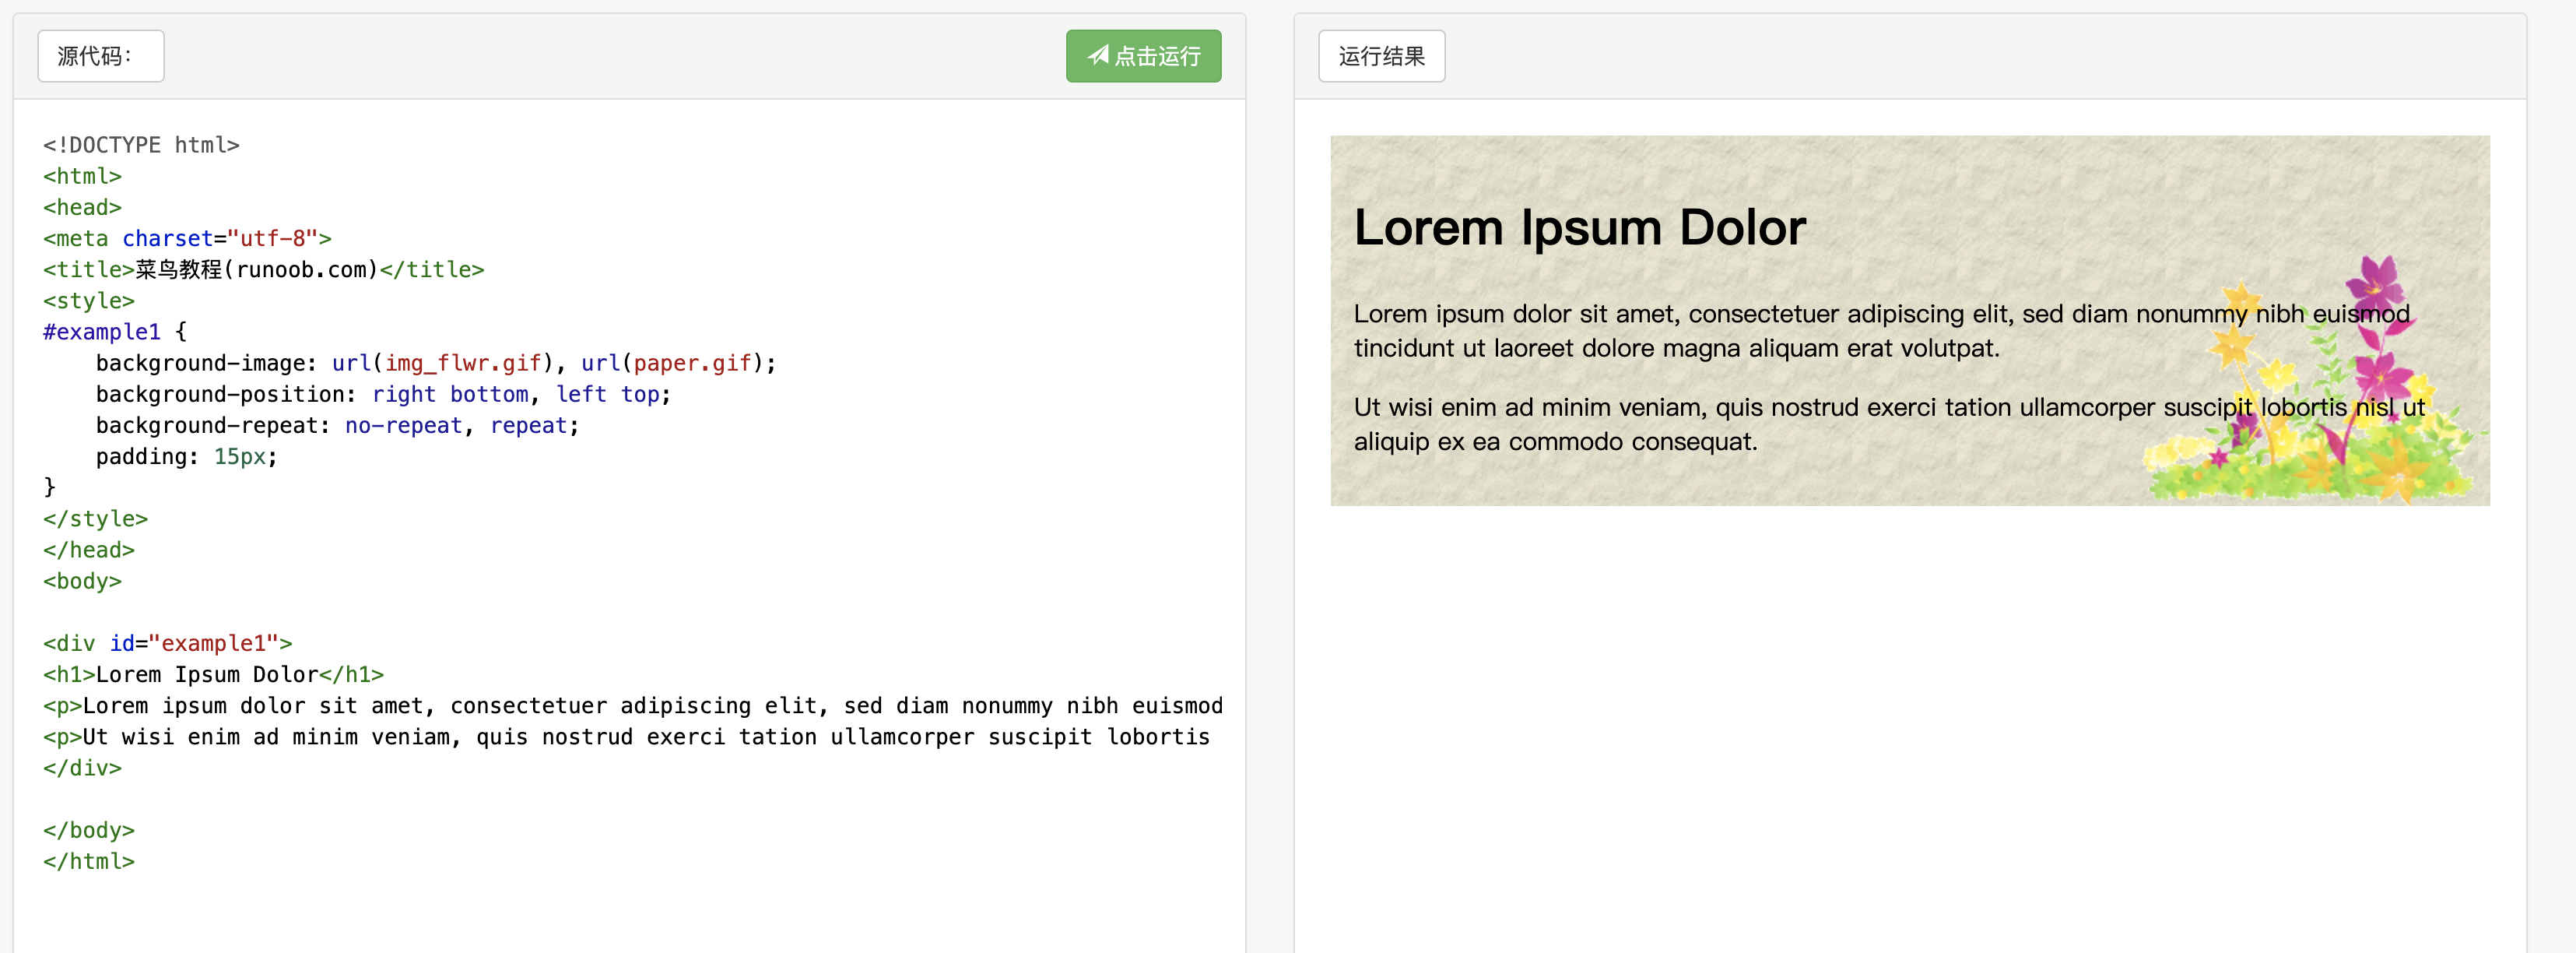 源代码：
点击运行
<!DOCTYPE html>
<html>
<head>
<meta charset="utf-8">
<title>菜鸟教程(runoob.com)</title>
<style>
#example1 {
    background-image: url(img_flwr.gif), url(paper.gif);
    background-position: right bottom, left top;
    background-repeat: no-repeat, repeat;
    padding: 15px;
}
</style>
</head>
<body>

<div id="example1">
<h1>Lorem Ipsum Dolor</h1>
<p>Lorem ipsum dolor sit amet, consectetuer adipiscing elit, sed diam nonummy nibh euismod
<p>Ut wisi enim ad minim veniam, quis nostrud exerci tation ullamcorper suscipit lobortis
</div>

</body>
</html>
运行结果
Lorem Ipsum Dolor
Lorem ipsum dolor sit amet, consectetuer adipiscing elit, sed diam nonummy nibh euismod
tincidunt ut laoreet dolore magna aliquam erat volutpat.
Ut wisi enim ad minim veniam, quis nostrud exerci tation ullamcorper suscipit lobortis nisl ut
aliquip ex ea commodo consequat.